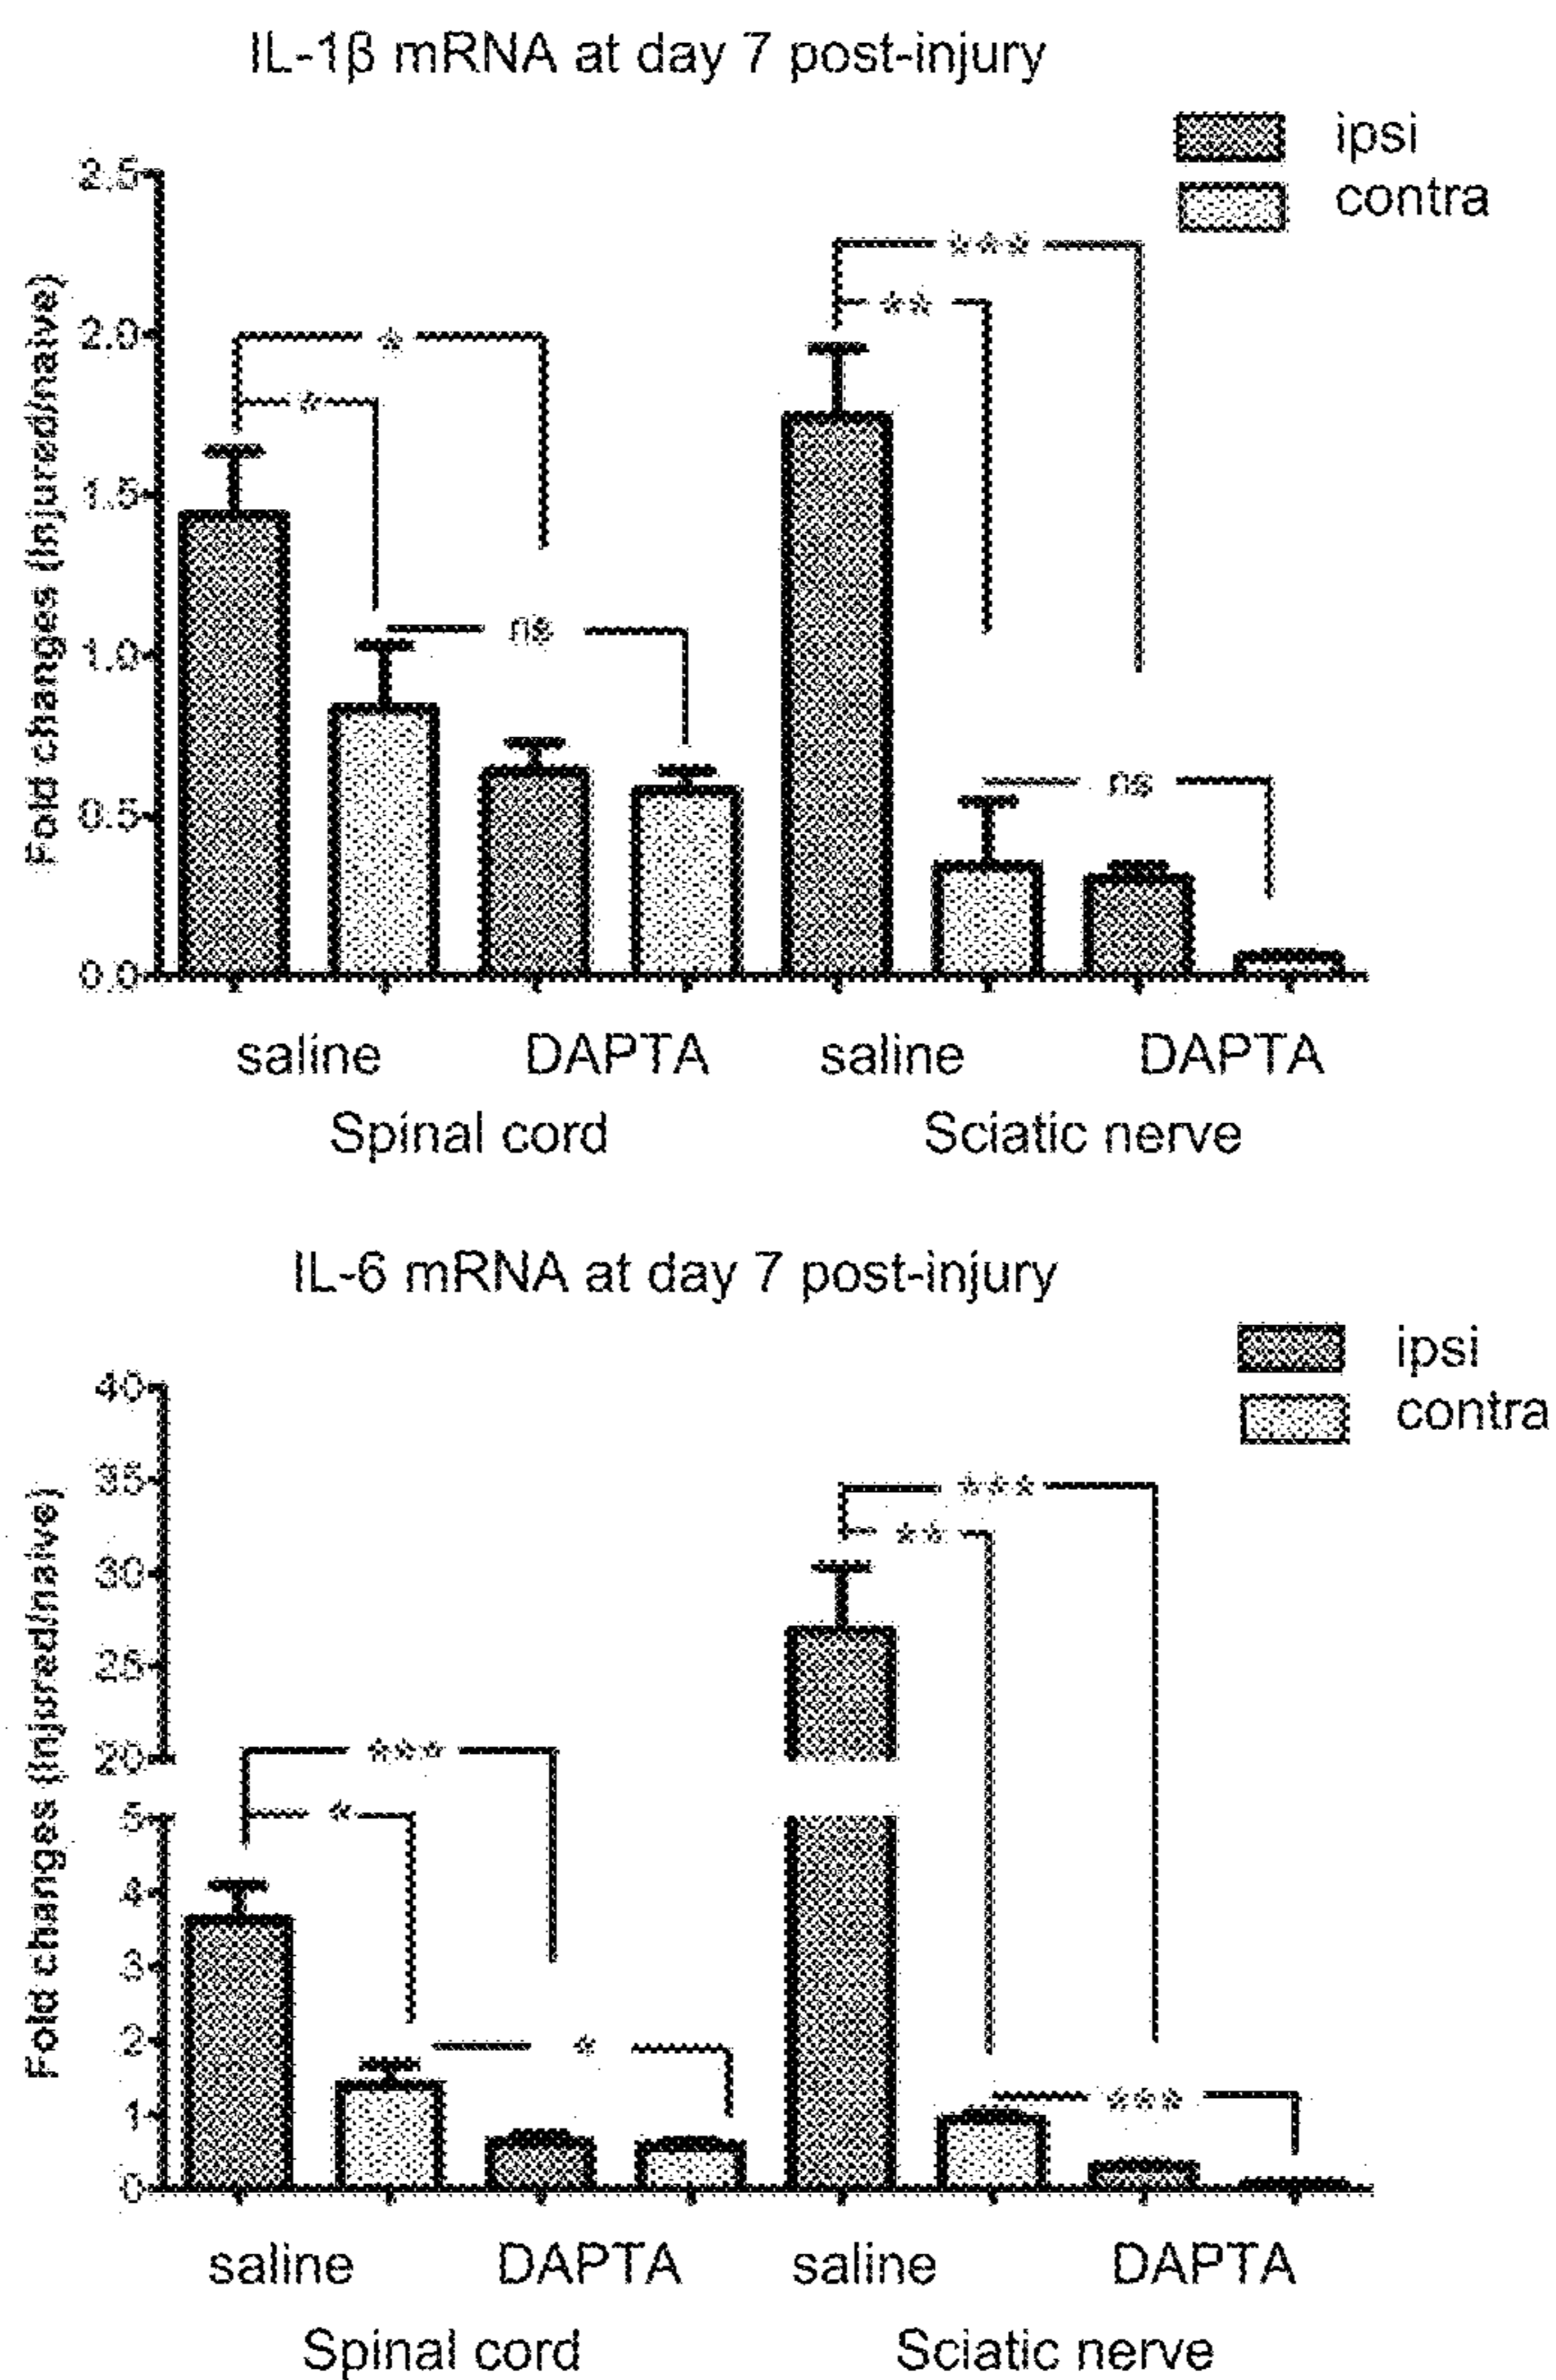 IL-1β mRNA at day 7 post-injury
ipsi
contra
Fold changes (Injured/naive)
2.5
2.0
1.5
1.0
0.5
0.0
***
**
*
*
ns
ns
saline DAPTA saline DAPTA
Spinal cord Sciatic nerve
IL-6 mRNA at day 7 post-injury
ipsi
contra
Fold changes (Injured/naive)
40
35
30
25
20
5
4
3
2
1
0
***
**
***
*
*
***
saline DAPTA saline DAPTA
Spinal cord Sciatic nerve